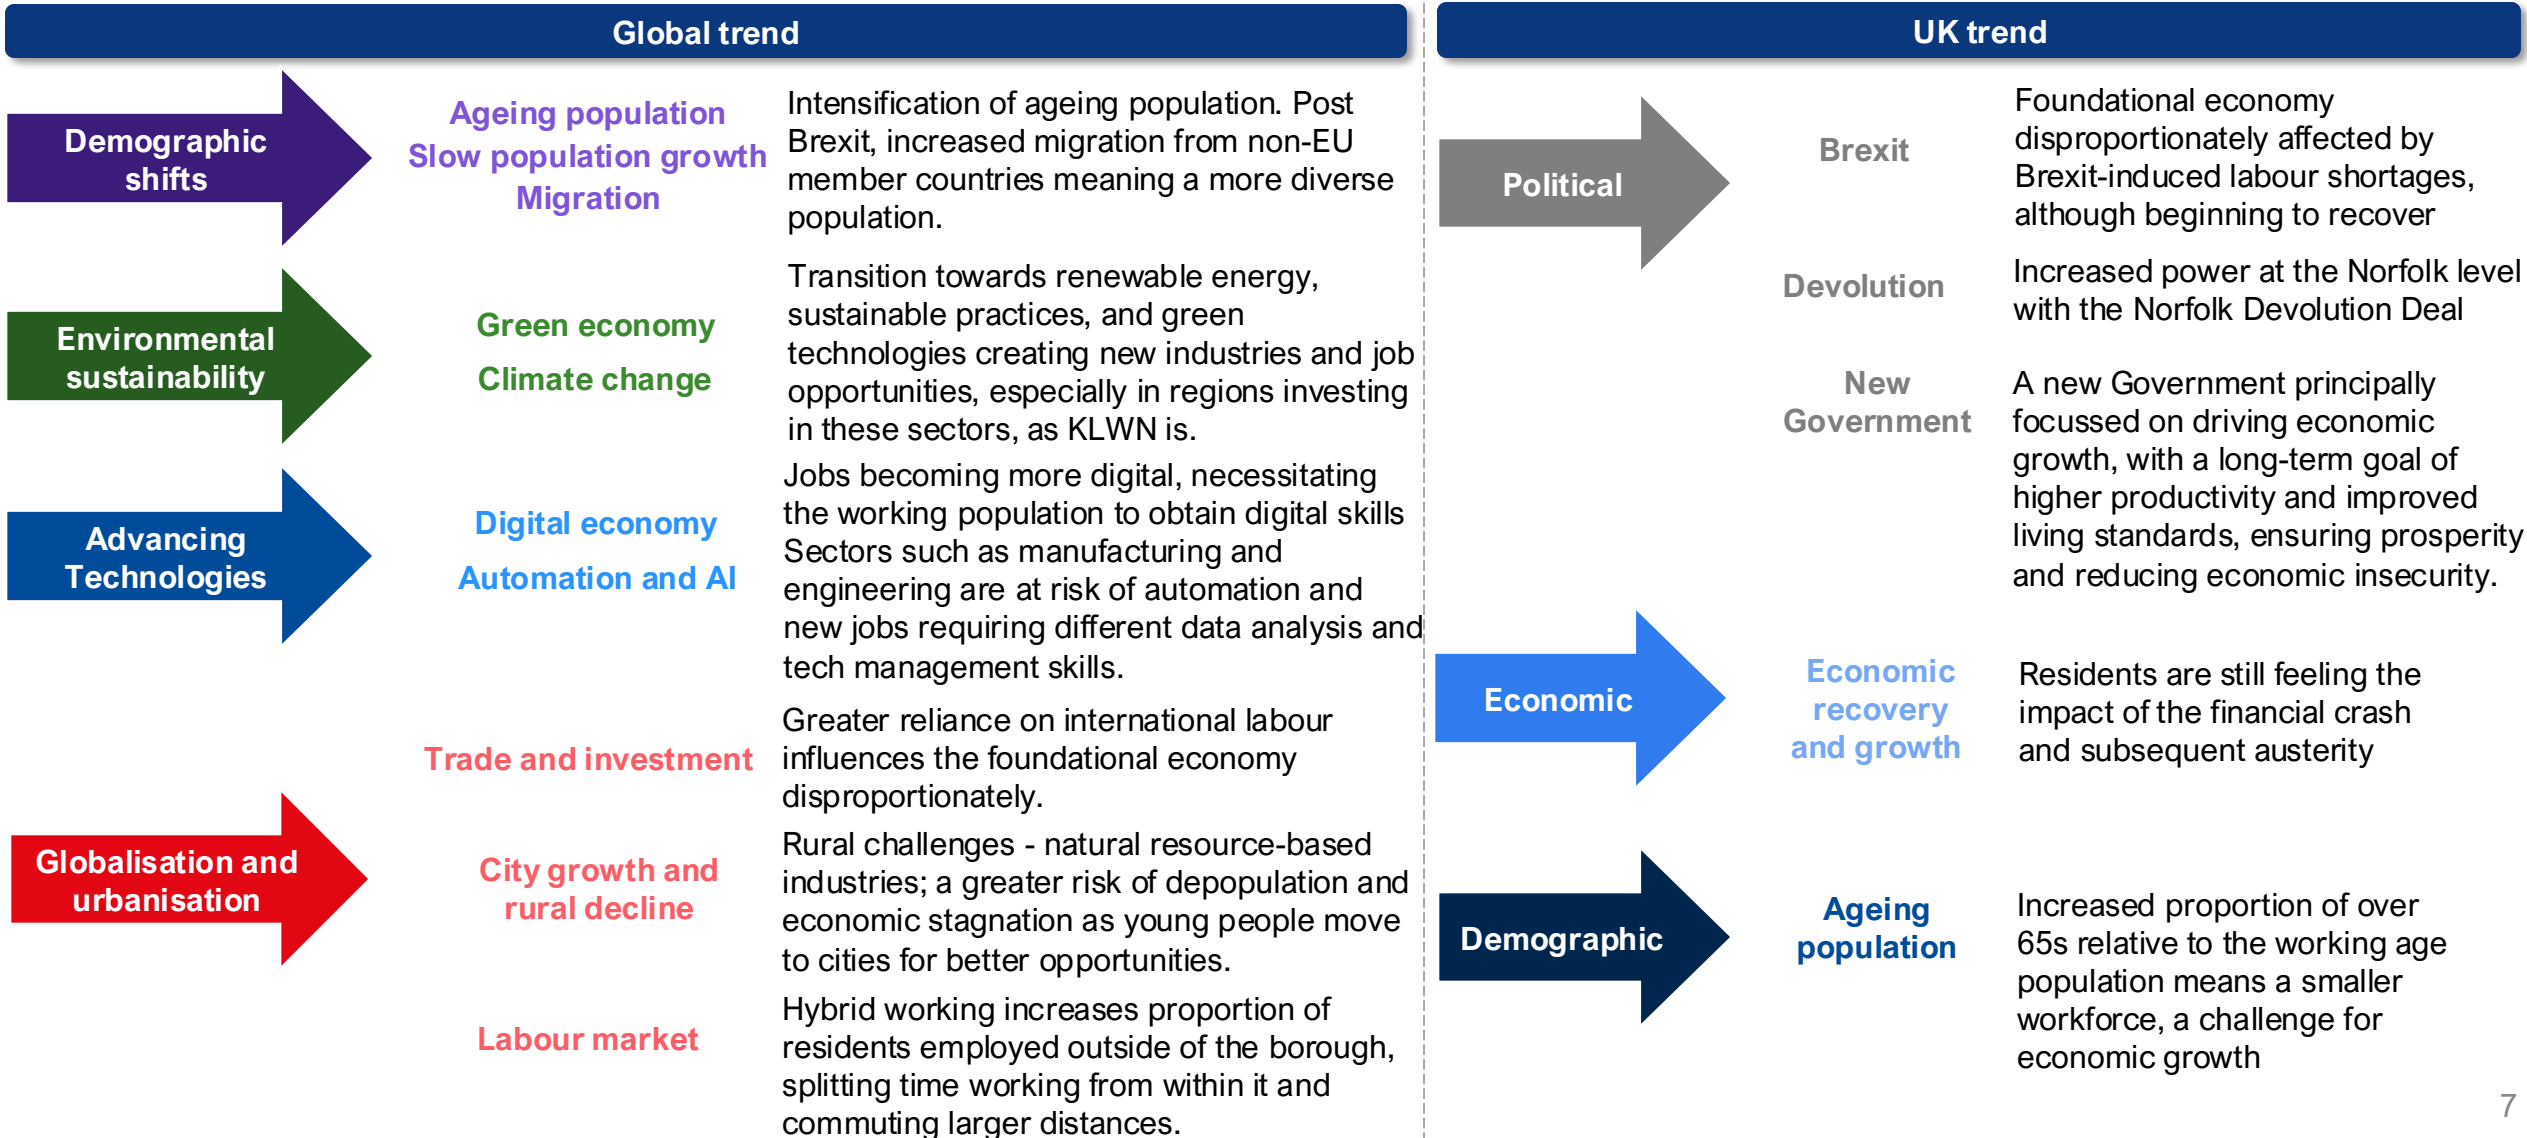 Global trend
Demographic
shifts
Ageing population
Slow population growth
Migration
Intensification of ageing population. Post
Brexit, increased migration from non-EU
member countries meaning a more diverse
population.
Environmental
sustainability
Green economy
Climate change
Transition towards renewable energy,
sustainable practices, and green
technologies creating new industries and job
opportunities, especially in regions investing
in these sectors, as KLWN is.
Advancing
Technologies
Digital economy
Automation and AI
Jobs becoming more digital, necessitating
the working population to obtain digital skills
Sectors such as manufacturing and
engineering are at risk of automation and
new jobs requiring different data analysis and
tech management skills.
Globalisation and
urbanisation
Trade and investment
Greater reliance on international labour
influences the foundational economy
disproportionately.
City growth and
rural decline
Rural challenges - natural resource-based
industries; a greater risk of depopulation and
economic stagnation as young people move
to cities for better opportunities.
Labour market
Hybrid working increases proportion of
residents employed outside of the borough,
splitting time working from within it and
commuting larger distances.
UK trend
Political
Brexit
Foundational economy
disproportionately affected by
Brexit-induced labour shortages,
although beginning to recover
Devolution
Increased power at the Norfolk level
with the Norfolk Devolution Deal
New
Government
A new Government principally
focussed on driving economic
growth, with a long-term goal of
higher productivity and improved
living standards, ensuring prosperity
and reducing economic insecurity.
Economic
Economic
recovery
and growth
Residents are still feeling the
impact of the financial crash
and subsequent austerity
Demographic
Ageing
population
Increased proportion of over
65s relative to the working age
population means a smaller
workforce, a challenge for
economic growth
7